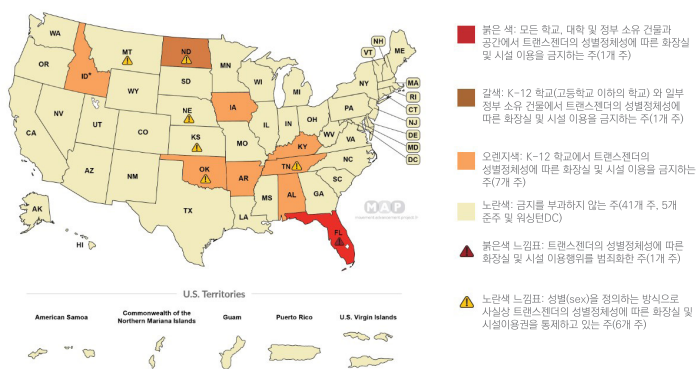 WA
OR
CA
NV
ID*
MT
WY
UT
AZ
CO
NM
ND
SD
NE
KS
OK
TX
MN
IA
MO
AR
LA
WI
IL
MI
IN
OH
KY
TN
MS
AL
GA
FL
SC
NC
VA
WV
PA
NY
ME
VT
NH
MA
RI
CT
NJ
DE
MD
DC
AK
HI
MAP
U.S. Territories
American Samoa
Commonwealth of the
Northern Mariana Islands
Guam
Puerto Rico
U.S. Virgin Islands
붉은 색: 모든 학교, 대학 및 정부 소유 건물과
공간에서 트랜스젠더의 성별정체성에 따른 화장실
및 시설 이용을 금지하는 주(1개 주)
갈색: K-12 학교(고등학교 이하의 학교) 와 일부
정부 소유 건물에서 트랜스젠더의 성별정체성에
따른 화장실 및 시설 이용을 금지하는 주(1개 주)
오렌지색: K-12 학교에서 트랜스젠더의
성별정체성에 따른 화장실 및 시설 이용을 금지하는
주(7개 주)
노란색: 금지를 부과하지 않는 주(41개 주, 5개
준주 및 워싱턴DC)
붉은색 느낌표: 트랜스젠더의 성별정체성에 따른
화장실 및 시설 이용행위를 범죄화한 주(1개 주)
노란색 느낌표: 성별(sex)을 정의하는 방식으로
사실상 트랜스젠더의 성별정체성에 따른 화장실 및
시설이용권을 통제하고 있는 주(6개 주)